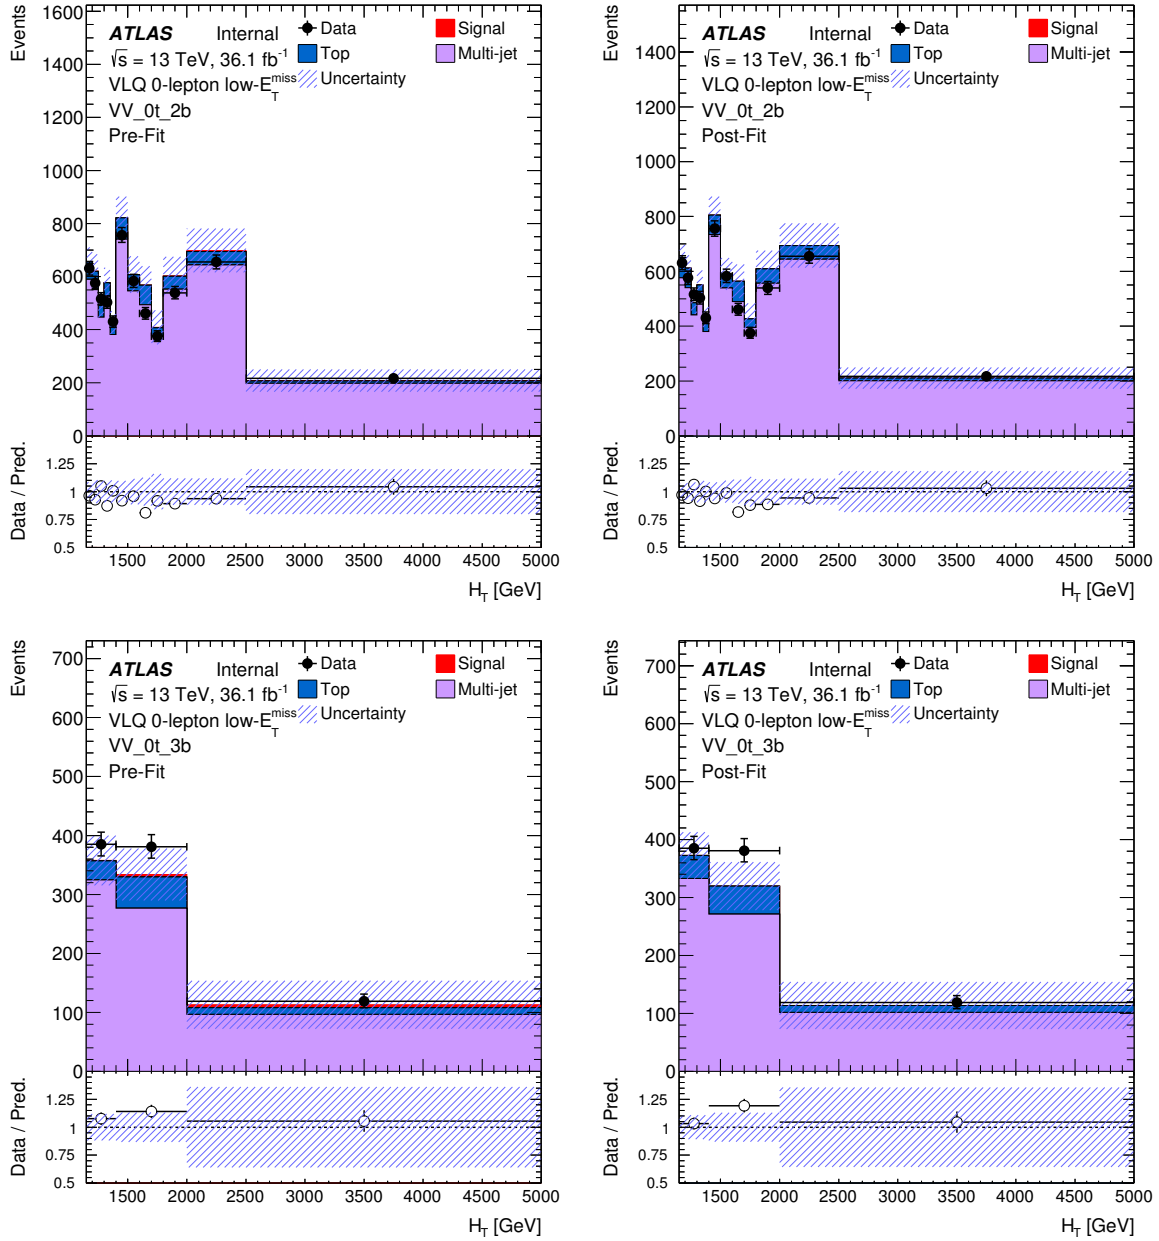 Events
1600
1400
1200
1000
800
600
400
200
0
ATLAS Internal
√s = 13 TeV, 36.1 fb⁻¹
VLQ 0-lepton low-E_T^miss
VV_0t_2b
Pre-Fit
Data
Signal
Top
Multi-jet
Uncertainty
Data / Pred.
1.25
1
0.75
0.5
1500 2000 2500 3000 3500 4000 4500 5000
H_T [GeV]
Events
1400
1200
1000
800
600
400
200
0
ATLAS Internal
√s = 13 TeV, 36.1 fb⁻¹
VLQ 0-lepton low-E_T^miss
VV_0t_2b
Post-Fit
Data
Signal
Top
Multi-jet
Uncertainty
Data / Pred.
1.25
1
0.75
0.5
1500 2000 2500 3000 3500 4000 4500 5000
H_T [GeV]
Events
700
600
500
400
300
200
100
0
ATLAS Internal
√s = 13 TeV, 36.1 fb⁻¹
VLQ 0-lepton low-E_T^miss
VV_0t_3b
Pre-Fit
Data
Signal
Top
Multi-jet
Uncertainty
Data / Pred.
1.25
1
0.75
0.5
1500 2000 2500 3000 3500 4000 4500 5000
H_T [GeV]
Events
700
600
500
400
300
200
100
0
ATLAS Internal
√s = 13 TeV, 36.1 fb⁻¹
VLQ 0-lepton low-E_T^miss
VV_0t_3b
Post-Fit
Data
Signal
Top
Multi-jet
Uncertainty
Data / Pred.
1.25
1
0.75
0.5
1500 2000 2500 3000 3500 4000 4500 5000
H_T [GeV]